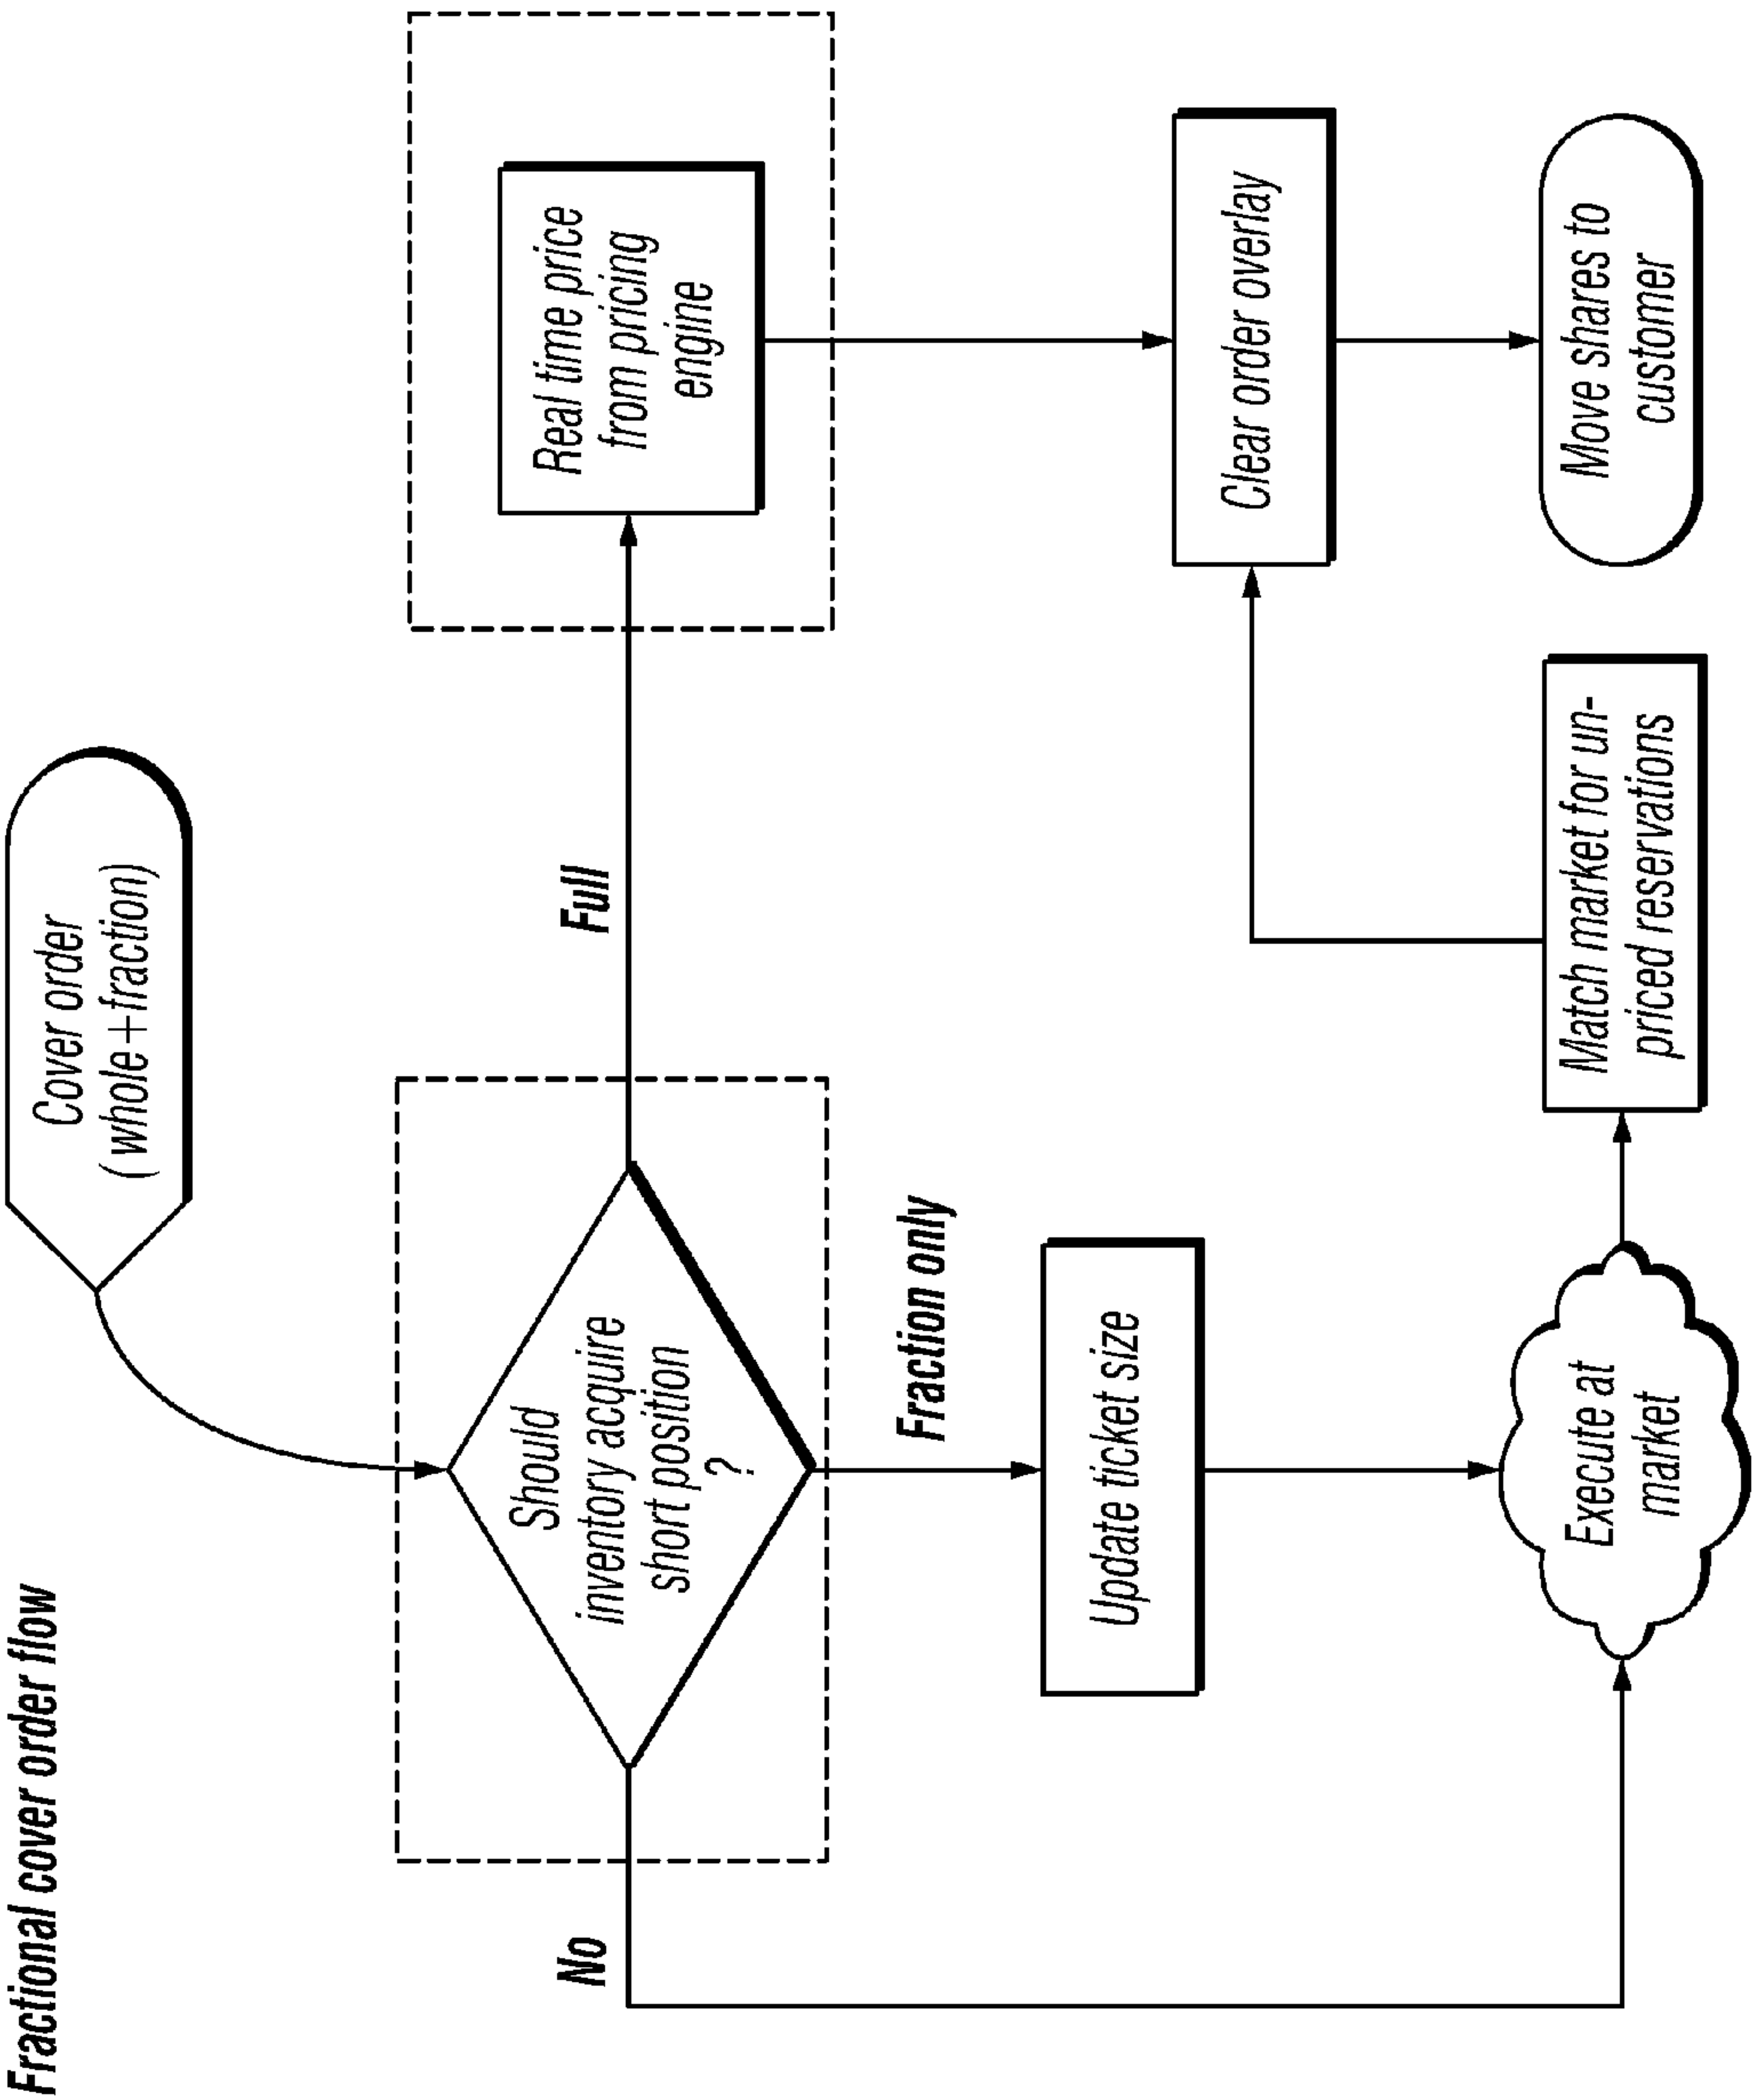 Fractional cover order flow
Cover order
(whole+fraction)
Should
inventory acquire
short position
?
No
Full
Fraction only
Real time price
from pricing
engine
Update ticket size
Clear order overlay
Execute at
market
Match market for un-
priced reservations
Move shares to
customer